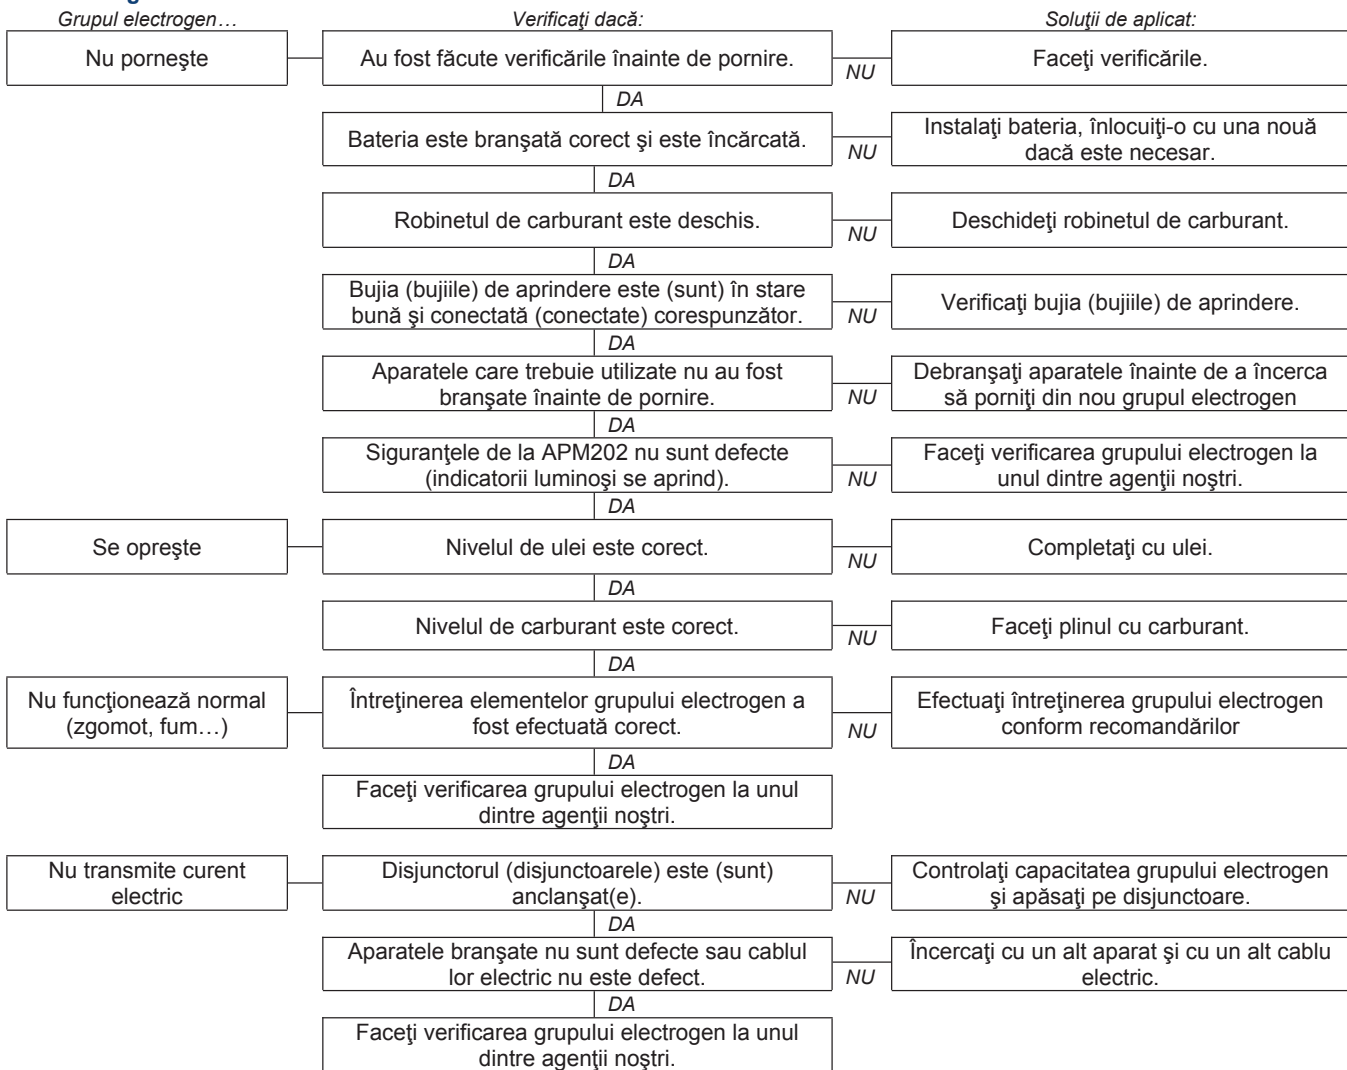 Grupul electrogen…
Verificaţi dacă:
Soluţii de aplicat:
Nu porneşte
Au fost făcute verificările înainte de pornire.
NU
Faceţi verificările.
DA
Bateria este branşată corect şi este încărcată.
NU
Instalaţi bateria, înlocuiţi-o cu una nouă
dacă este necesar.
DA
Robinetul de carburant este deschis.
NU
Deschideţi robinetul de carburant.
DA
Bujia (bujiile) de aprindere este (sunt) în stare
bună şi conectată (conectate) corespunzător.
NU
Verificaţi bujia (bujiile) de aprindere.
DA
Aparatele care trebuie utilizate nu au fost
branşate înainte de pornire.
NU
Debranşaţi aparatele înainte de a încerca
să porniţi din nou grupul electrogen
DA
Siguranţele de la APM202 nu sunt defecte
(indicatorii luminoşi se aprind).
NU
Faceţi verificarea grupului electrogen la
unul dintre agenţii noştri.
DA
Se opreşte
Nivelul de ulei este corect.
NU
Completaţi cu ulei.
DA
Nivelul de carburant este corect.
NU
Faceţi plinul cu carburant.
DA
Nu funcţionează normal
(zgomot, fum…)
Întreţinerea elementelor grupului electrogen a
fost efectuată corect.
NU
Efectuaţi întreţinerea grupului electrogen
conform recomandărilor
DA
Faceţi verificarea grupului electrogen la unul
dintre agenţii noştri.
Nu transmite curent
electric
Disjunctorul (disjunctoarele) este (sunt)
anclanşat(e).
NU
Controlaţi capacitatea grupului electrogen
şi apăsaţi pe disjunctoare.
DA
Aparatele branşate nu sunt defecte sau cablul
lor electric nu este defect.
NU
Încercaţi cu un alt aparat şi cu un alt cablu
electric.
DA
Faceţi verificarea grupului electrogen la unul
dintre agenţii noştri.